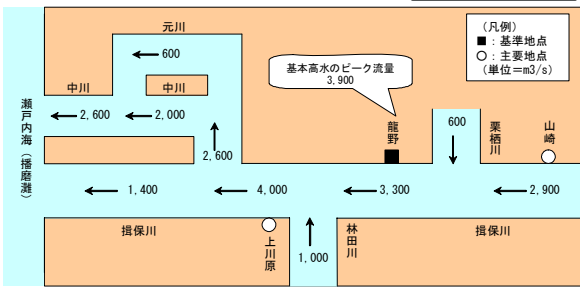 元川
600
(凡例)
■：基準地点
○：主要地点
(単位=m3/s)
基本高水のピーク流量
3,900
中川
中川
2,600
2,000
600
栗栖川
山崎
龍野
瀬戸内海（播磨灘）
2,600
1,400
4,000
3,300
2,900
揖保川
上川原
1,000
林田川
揖保川